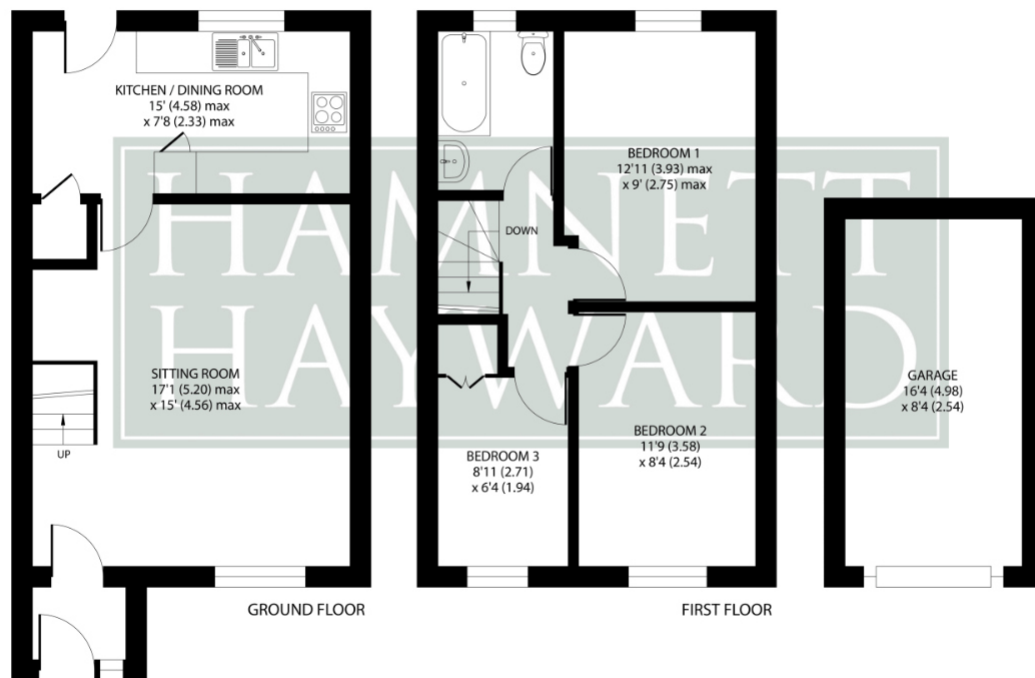 KITCHEN / DINING ROOM
15' (4.58) max
x 7'8 (2.33) max
SITTING ROOM
17'1 (5.20) max
x 15' (4.56) max
UP
GROUND FLOOR
DOWN
BEDROOM 1
12'11 (3.93) max
x 9' (2.75) max
BEDROOM 2
11'9 (3.58)
x 8'4 (2.54)
BEDROOM 3
8'11 (2.71)
x 6'4 (1.94)
FIRST FLOOR
GARAGE
16'4 (4.98)
x 8'4 (2.54)
HAMNETT
HAYWARD